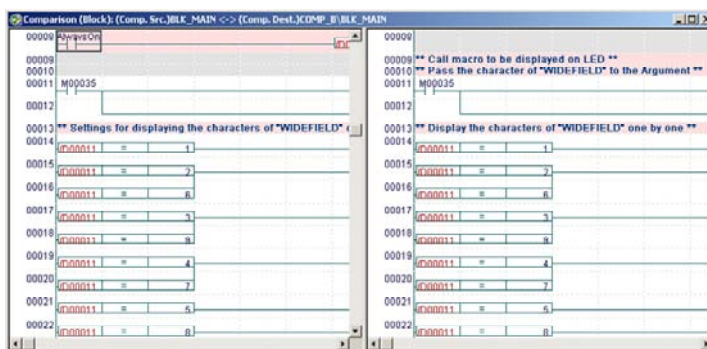 Comparison (Block): (Comp. Src.)BLK_MAIN <-> (Comp. Dest.)COMP_B\BLK_MAIN
00008 AlwaysOn
00009
00010
00011 M00035
00012
00013 ** Settings for displaying the characters of "WIDEFIELD"
00014 /D00011 = 1
00015 /D00011 = 2
00016 /D00011 = 6
00017 /D00011 = 3
00018 /D00011 = 8
00019 /D00011 = 4
00020 /D00011 = 7
00021 /D00011 = 5
00022 /D00011 = 8
00008
00009 ** Call macro to be displayed on LED **
00010 ** Pass the character of "WIDEFIELD" to the Argument **
00011 M00035
00012
00013 ** Display the characters of "WIDEFIELD" one by one **
00014 /D00011 = 1
00015 /D00011 = 2
00016 /D00011 = 6
00017 /D00011 = 3
00018 /D00011 = 8
00019 /D00011 = 4
00020 /D00011 = 7
00021 /D00011 = 5
00022 /D00011 = 8